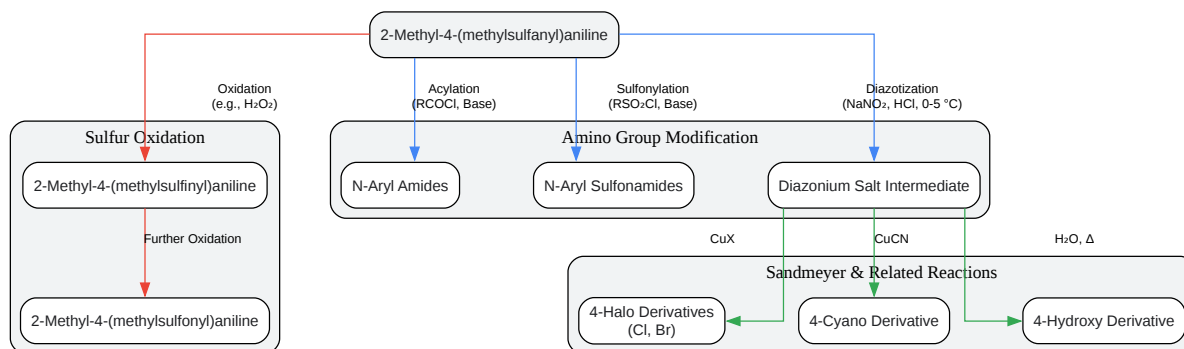 2-Methyl-4-(methylsulfanyl)aniline
Oxidation
(e.g., H₂O₂)
Acylation
(RCOCl, Base)
Sulfonylation
(RSO₂Cl, Base)
Diazotization
(NaNO₂, HCl, 0-5 °C)
Sulfur Oxidation
Amino Group Modification
2-Methyl-4-(methylsulfinyl)aniline
N-Aryl Amides
N-Aryl Sulfonamides
Diazonium Salt Intermediate
Further Oxidation
CuX
CuCN
H₂O, Δ
Sandmeyer & Related Reactions
2-Methyl-4-(methylsulfonyl)aniline
4-Halo Derivatives
(Cl, Br)
4-Cyano Derivative
4-Hydroxy Derivative